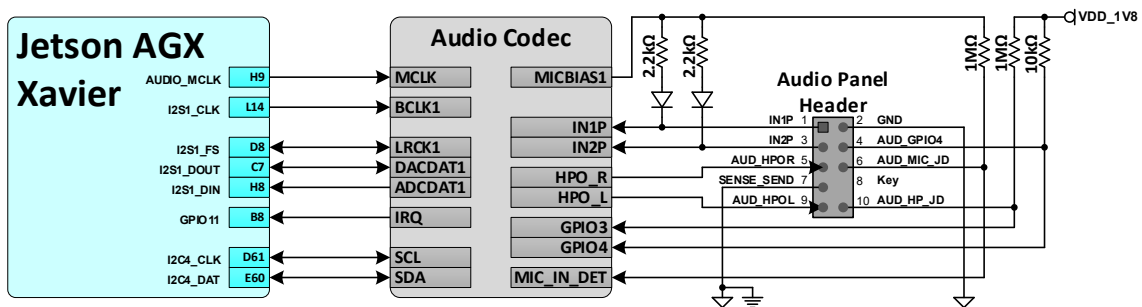 Jetson AGX
Xavier
AUDIO_MCLK H9
I2S1_CLK L14
I2S1_FS D8
I2S1_DOUT C7
I2S1_DIN H8
GPIO11 B8
I2C4_CLK D61
I2C4_DAT E60
Audio Codec
MCLK MICBIAS1
BCLK1
IN1P
LRCK1 IN2P
DACDAT1
ADCDAT1 HPO_R
HPO_L
IRQ GPIO3
GPIO4
SCL
SDA MIC_IN_DET
2.2kΩ 2.2kΩ
1MΩ 1MΩ 10kΩ
VDD_1V8
Audio Panel
Header
IN1P 1 2 GND
IN2P 3 4 AUD_GPIO4
AUD_HPOR 5 6 AUD_MIC_JD
SENSE_SEND 7 8 Key
AUD_HPOL 9 10 AUD_HP_JD